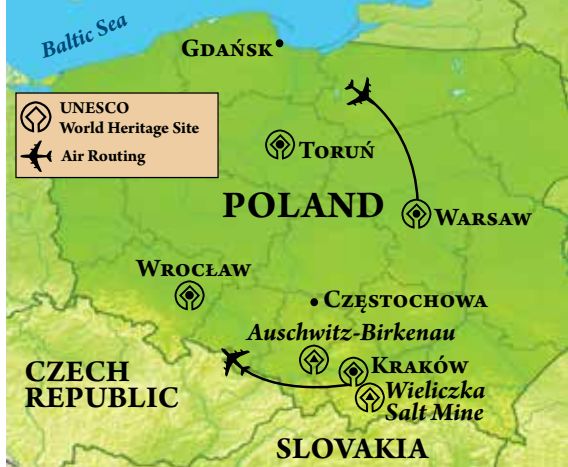 Baltic Sea
GDAŃSK
UNESCO
World Heritage Site
Air Routing
TORUŃ
POLAND
WARSAW
WROCŁAW
CZĘSTOCHOWA
Auschwitz-Birkenau
CZECH
REPUBLIC
KRAKÓW
Wieliczka
Salt Mine
SLOVAKIA